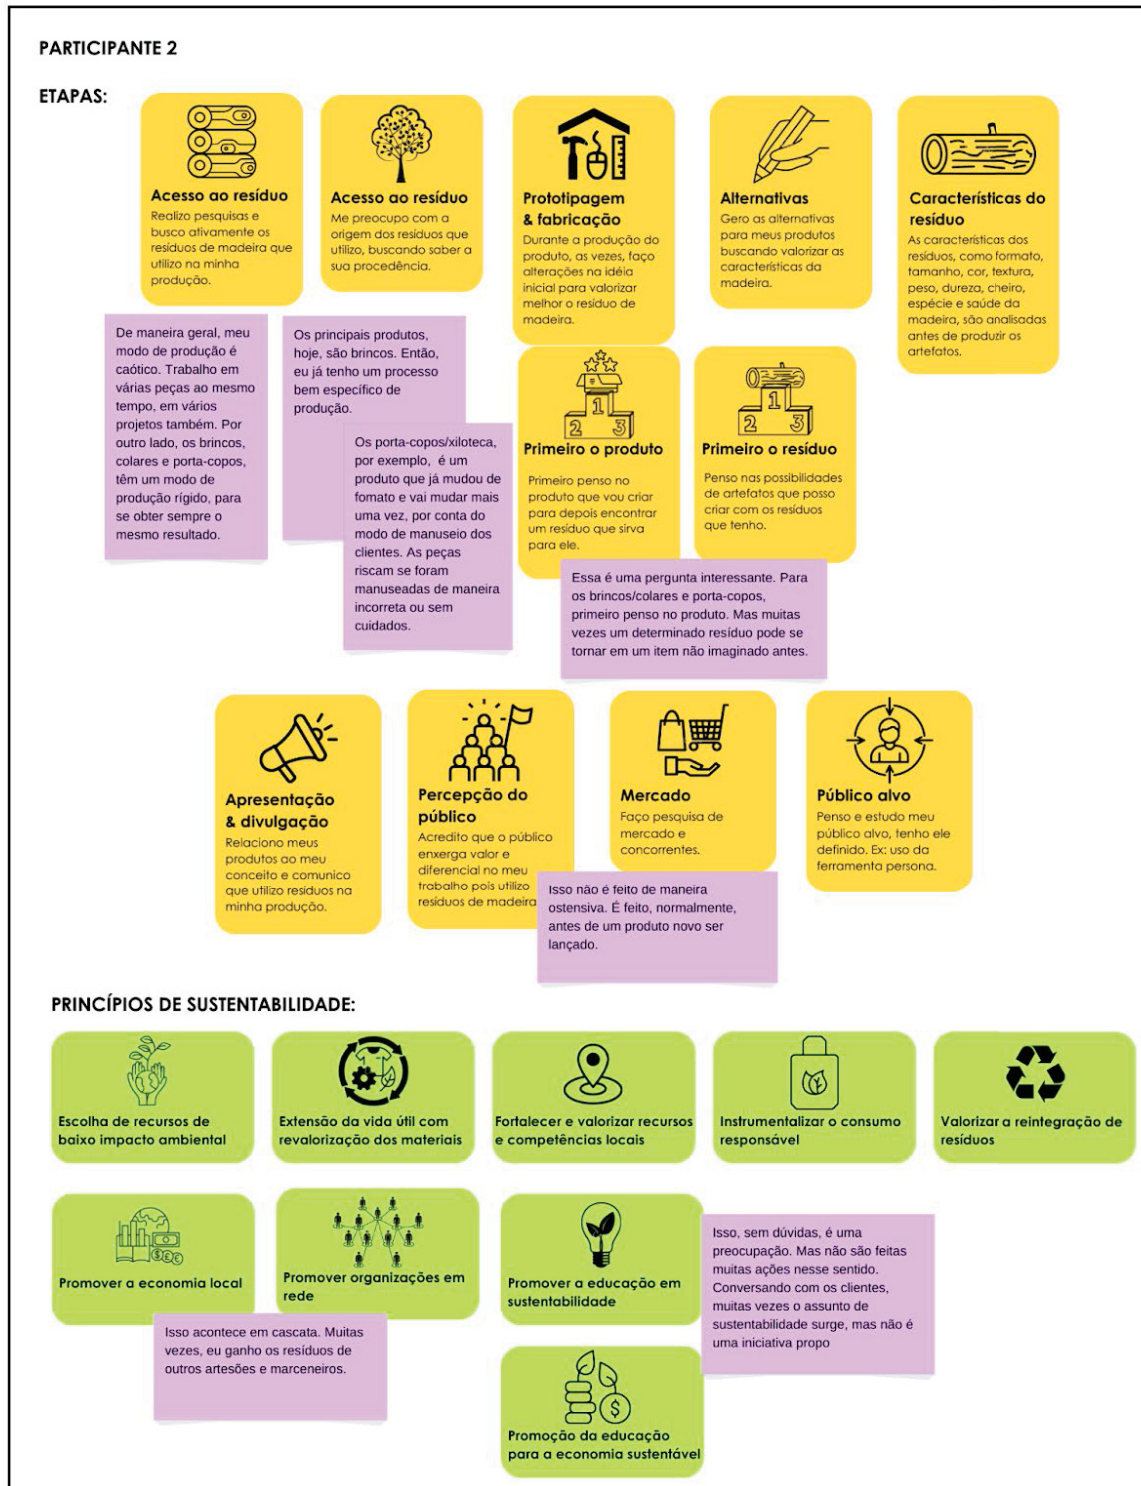 PARTICIPANTE 2
ETAPAS:
Acesso ao resíduo
Realizo pesquisas e
busco ativamente os
resíduos de madeira que
utilizo na minha
produção.
Acesso ao resíduo
Me preocupo com a
origem dos resíduos que
utilizo, buscando saber a
sua procedência.
Prototipagem
& fabricação
Durante a produção do
produto, as vezes, faço
alterações na idéia
inicial para valorizar
melhor o resíduo de
madeira.
Alternativas
Gero as alternativas
para meus produtos
buscando valorizar as
características da
madeira.
Características do
resíduo
As características dos
resíduos, como formato,
tamanho, cor, textura,
peso, dureza, cheiro,
espécie e saúde da
madeira, são analisadas
antes de produzir os
artefatos.
De maneira geral, meu
modo de produção é
caótico. Trabalho em
várias peças ao mesmo
tempo, em vários
projetos também. Por
outro lado, os brincos,
colares e porta-copos,
têm um modo de
produção rígido, para
se obter sempre o
mesmo resultado.
Os principais produtos,
hoje, são brincos. Então,
eu já tenho um processo
bem específico de
produção.
Os porta-copos/xiloteca,
por exemplo, é um
produto que já mudou de
fomato e vai mudar mais
uma vez, por conta do
modo de manuseio dos
clientes. As peças
riscam se foram
manuseadas de maneira
incorreta ou sem
cuidados.
1
2
3
Primeiro o produto
Primeiro penso no
produto que vou criar
para depois encontrar
um resíduo que sirva
para ele.
1
2
3
Primeiro o resíduo
Penso nas possibilidades
de artefatos que posso
criar com os resíduos
que tenho.
Essa é uma pergunta interessante. Para
os brincos/colares e porta-copos,
primeiro penso no produto. Mas muitas
vezes um determinado resíduo pode se
tornar em um item não imaginado antes.
Apresentação
& divulgação
Relaciono meus
produtos ao meu
conceito e comunico
que utilizo resíduos na
minha produção.
Percepção do
público
Acredito que o público
enxerga valor e
diferencial no meu
trabalho pois utilizo
resíduos de madeira
Mercado
Faço pesquisa de
mercado e
concorrentes.
Público alvo
Penso e estudo meu
público alvo, tenho ele
definido. Ex: uso da
ferramenta persona.
Isso não é feito de maneira
ostensiva. É feito, normalmente,
antes de um produto novo ser
lançado.
PRINCÍPIOS DE SUSTENTABILIDADE:
Escolha de recursos de
baixo impacto ambiental
Extensão da vida útil com
revalorização dos materiais
Fortalecer e valorizar recursos
e competências locais
Instrumentalizar o consumo
responsável
Valorizar a reintegração de
resíduos
Promover a economia local
Promover organizações em
rede
Promover a educação em
sustentabilidade
Isso, sem dúvidas, é uma
preocupação. Mas não são feitas
muitas ações nesse sentido.
Conversando com os clientes,
muitas vezes o assunto de
sustentabilidade surge, mas não é
uma iniciativa propo
Isso acontece em cascata. Muitas
vezes, eu ganho os resíduos de
outros artesões e marceneiros.
$
Promoção da educação
para a economia sustentável